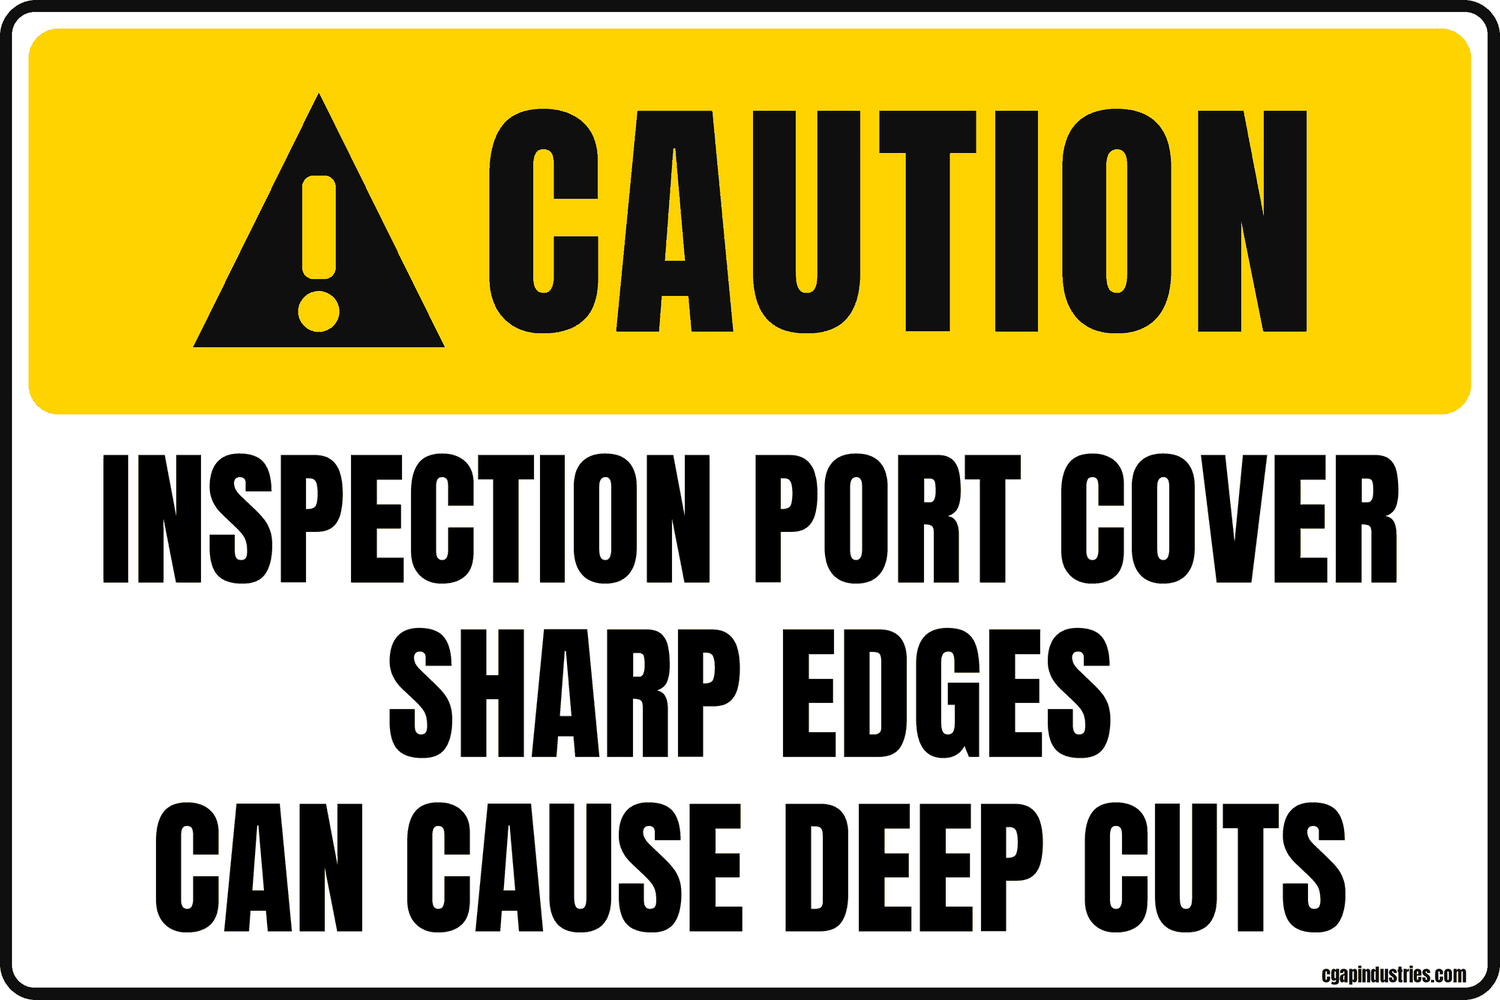 CAUTION
INSPECTION PORT COVER
SHARP EDGES
CAN CAUSE DEEP CUTS
cgapindustries.com